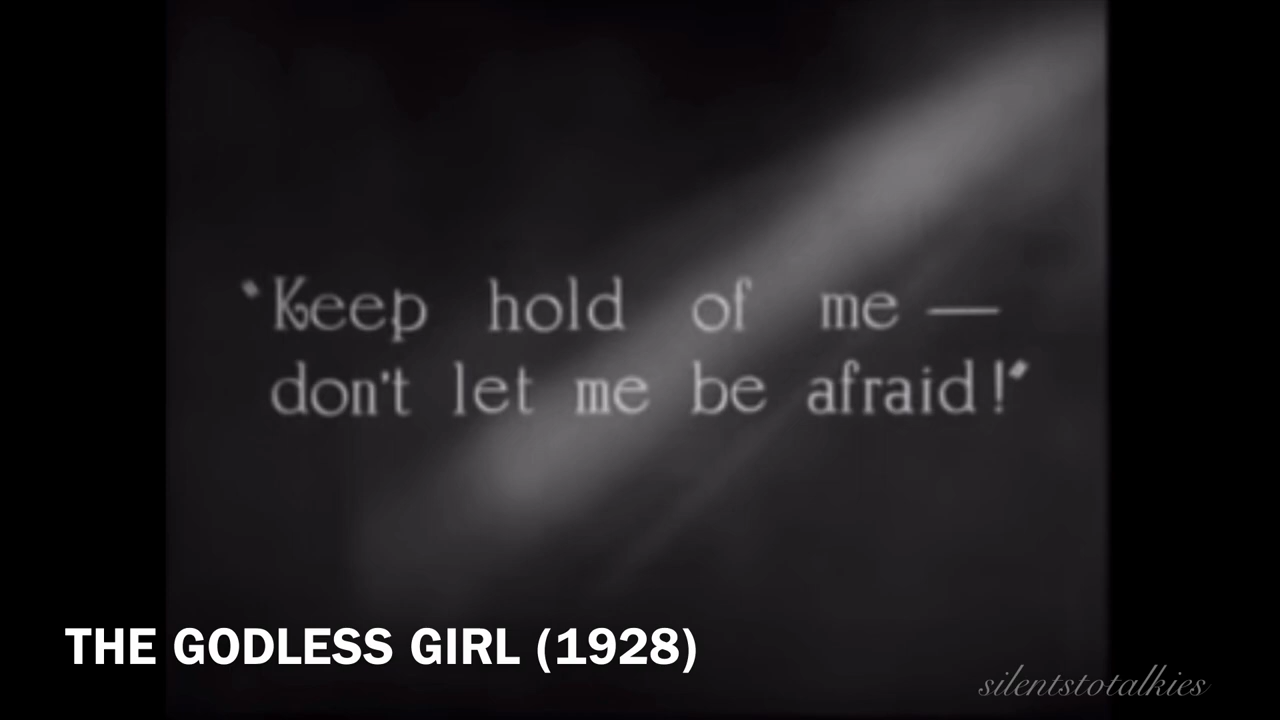 “Keep hold of me —
don't let me be afraid!”
THE GODLESS GIRL (1928)
silentstotalkies